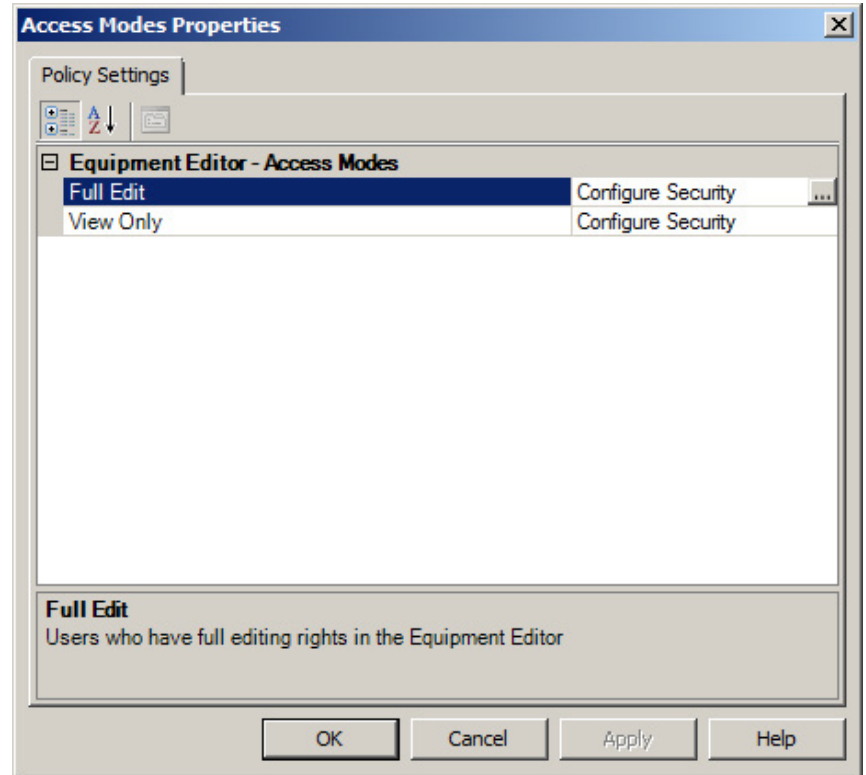 Access Modes Properties
Policy Settings
A
Z
Equipment Editor - Access Modes
Full Edit Configure Security ...
View Only Configure Security
Full Edit
Users who have full editing rights in the Equipment Editor
OK Cancel Apply Help